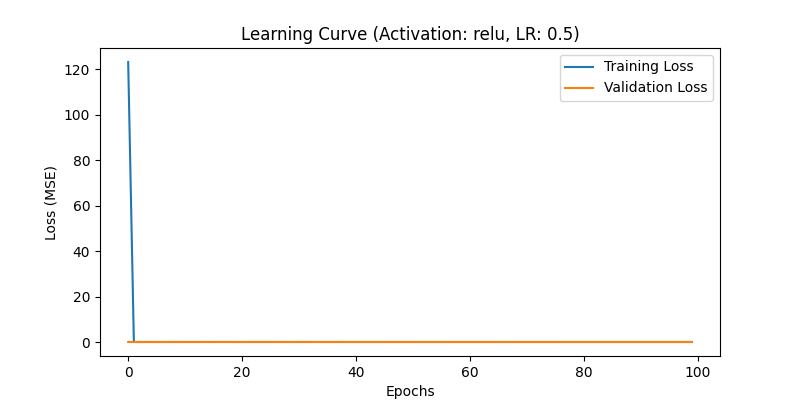 Learning Curve (Activation: relu, LR: 0.5)
Training Loss
Validation Loss
Loss (MSE)
120
100
80
60
40
20
0
0 20 40 60 80 100
Epochs